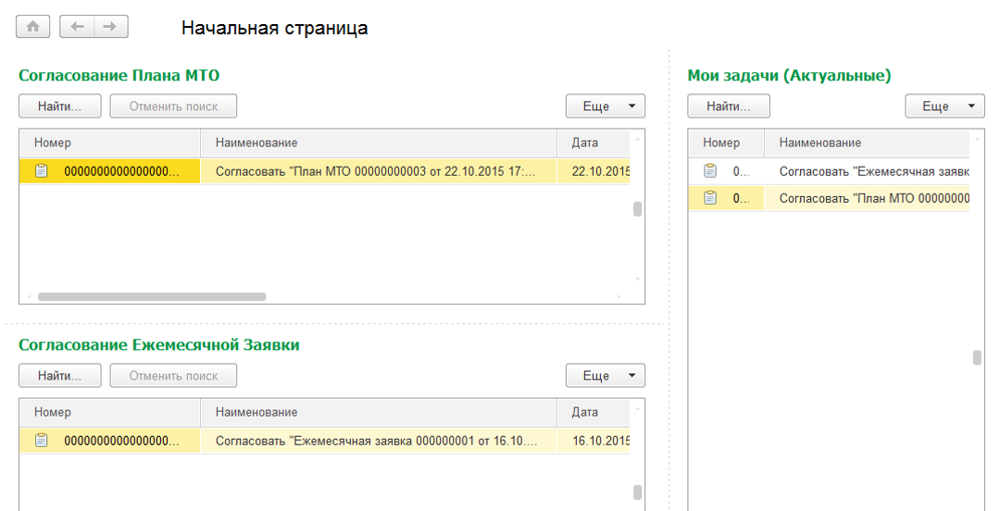 Начальная страница
Согласование Плана МТО
Найти...
Отменить поиск
Еще
Номер
Наименование
Дата
0000000000000000...
Согласовать "План МТО 00000000003 от 22.10.2015 17:...
22.10.2015
Согласование Ежемесячной Заявки
Найти...
Отменить поиск
Еще
Номер
Наименование
Дата
0000000000000000...
Согласовать "Ежемесячная заявка 000000001 от 16.10....
16.10.2015
Мои задачи (Актуальные)
Найти...
Еще
Номер
Наименование
0...
Согласовать "Ежемесячная заявк
0...
Согласовать "План МТО 00000000